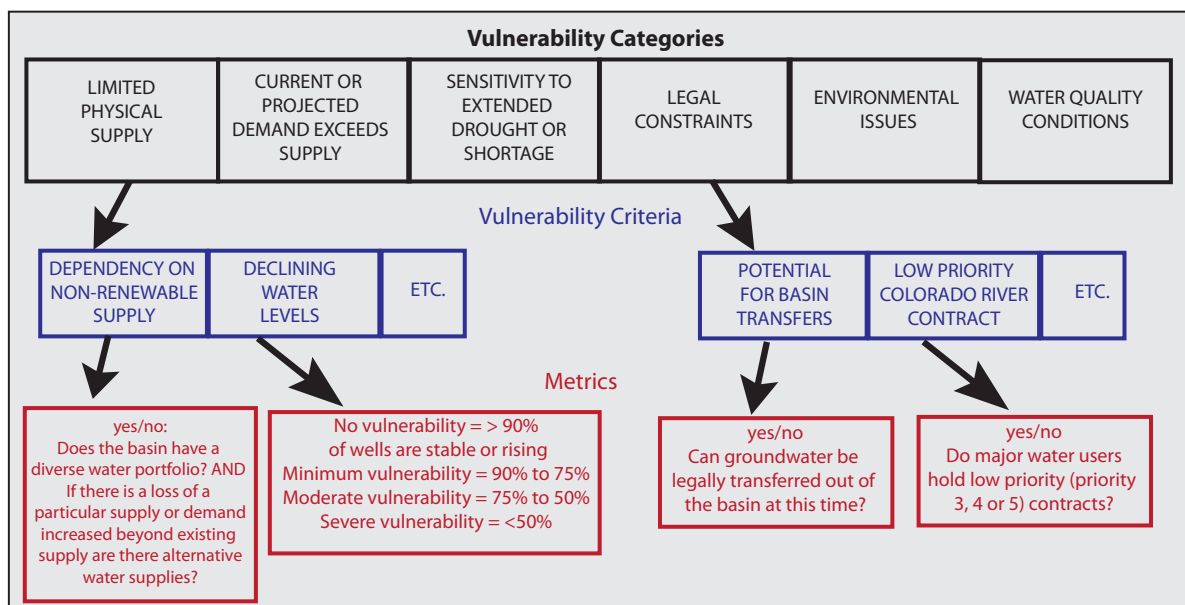 Vulnerability Categories
LIMITED
PHYSICAL
SUPPLY
CURRENT OR
PROJECTED
DEMAND EXCEEDS
SUPPLY
SENSITIVITY TO
EXTENDED
DROUGHT OR
SHORTAGE
LEGAL
CONSTRAINTS
ENVIRONMENTAL
ISSUES
WATER QUALITY
CONDITIONS
Vulnerability Criteria
DEPENDENCY ON
NON-RENEWABLE
SUPPLY
DECLINING
WATER
LEVELS
ETC.
POTENTIAL
FOR BASIN
TRANSFERS
LOW PRIORITY
COLORADO RIVER
CONTRACT
ETC.
Metrics
yes/no:
Does the basin have a
diverse water portfolio? AND
If there is a loss of a
particular supply or demand
increased beyond existing
supply are there alternative
water supplies?
No vulnerability = > 90%
of wells are stable or rising
Minimum vulnerability = 90% to 75%
Moderate vulnerability = 75% to 50%
Severe vulnerability = <50%
yes/no
Can groundwater be
legally transferred out of
the basin at this time?
yes/no
Do major water users
hold low priority (priority
3, 4 or 5) contracts?